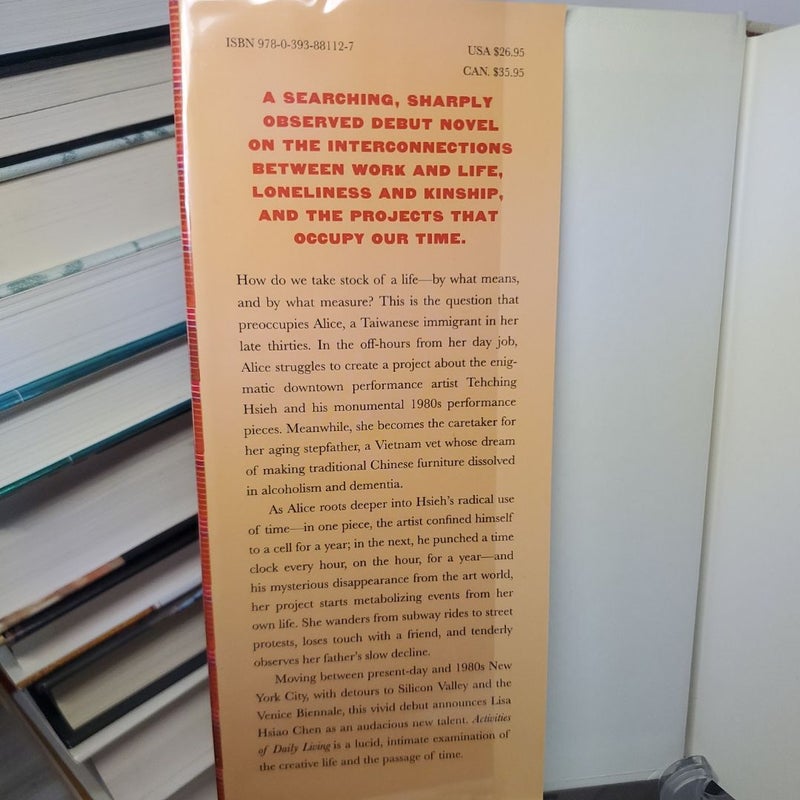 ISBN 978-0-393-88112-7
USA $26.95
CAN. $35.95
A SEARCHING, SHARPLY
OBSERVED DEBUT NOVEL
ON THE INTERCONNECTIONS
BETWEEN WORK AND LIFE,
LONELINESS AND KINSHIP,
AND THE PROJECTS THAT
OCCUPY OUR TIME.
How do we take stock of a life—by what means,
and by what measure? This is the question that
preoccupies Alice, a Taiwanese immigrant in her
late thirties. In the off-hours from her day job,
Alice struggles to create a project about the enig-
matic downtown performance artist Tehching
Hsieh and his monumental 1980s performance
pieces. Meanwhile, she becomes the caretaker for
her aging stepfather, a Vietnam vet whose dream
of making traditional Chinese furniture dissolved
in alcoholism and dementia.
As Alice roots deeper into Hsieh's radical use
of time—in one piece, the artist confined himself
to a cell for a year; in the next, he punched a time
clock every hour, on the hour, for a year—and
his mysterious disappearance from the art world,
her project starts metabolizing events from her
own life. She wanders from subway rides to street
protests, loses touch with a friend, and tenderly
observes her father's slow decline.
Moving between present-day and 1980s New
York City, with detours to Silicon Valley and the
Venice Biennale, this vivid debut announces Lisa
Hsiao Chen as an audacious new talent. Activities
of Daily Living is a lucid, intimate examination of
the creative life and the passage of time.